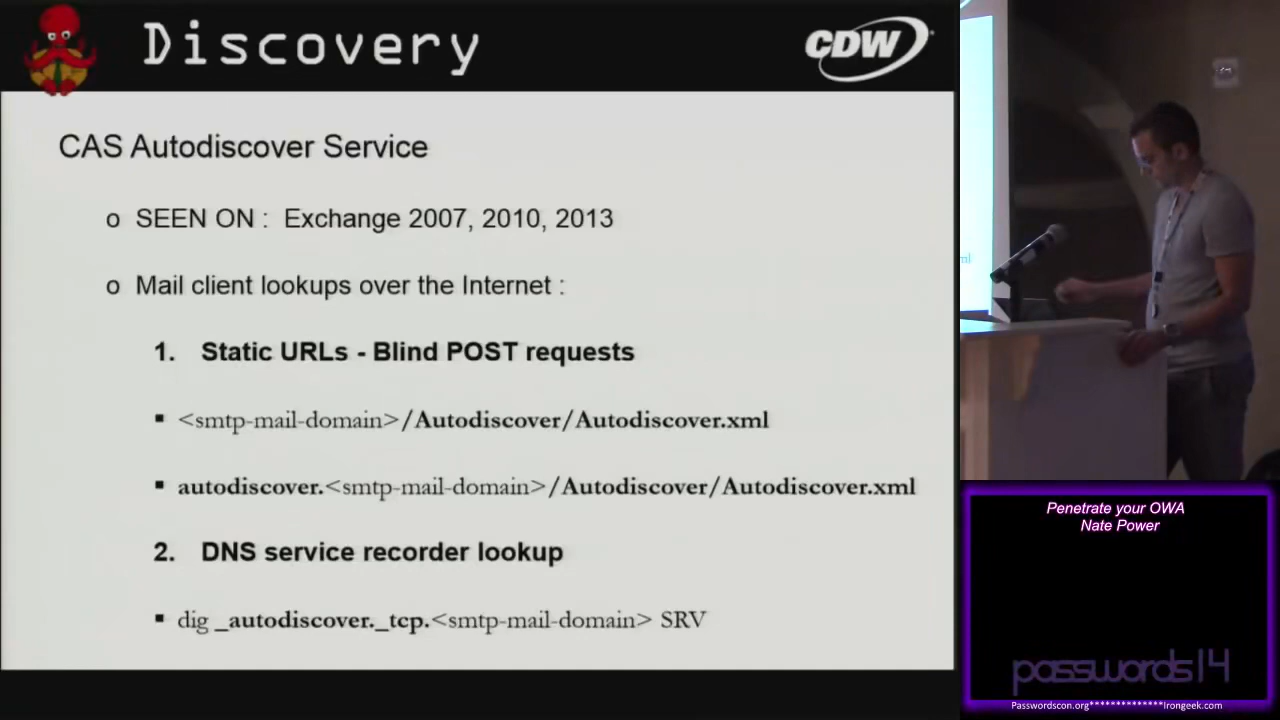 Discovery
CDW
CAS Autodiscover Service
o SEEN ON : Exchange 2007, 2010, 2013
o Mail client lookups over the Internet :
1. Static URLs - Blind POST requests
▪ <smtp-mail-domain>/Autodiscover/Autodiscover.xml
▪ autodiscover.<smtp-mail-domain>/Autodiscover/Autodiscover.xml
2. DNS service recorder lookup
▪ dig _autodiscover._tcp.<smtp-mail-domain> SRV
ml
Penetrate your OWA
Nate Power
passwords14
Passwordscon.org**************Irongeek.com